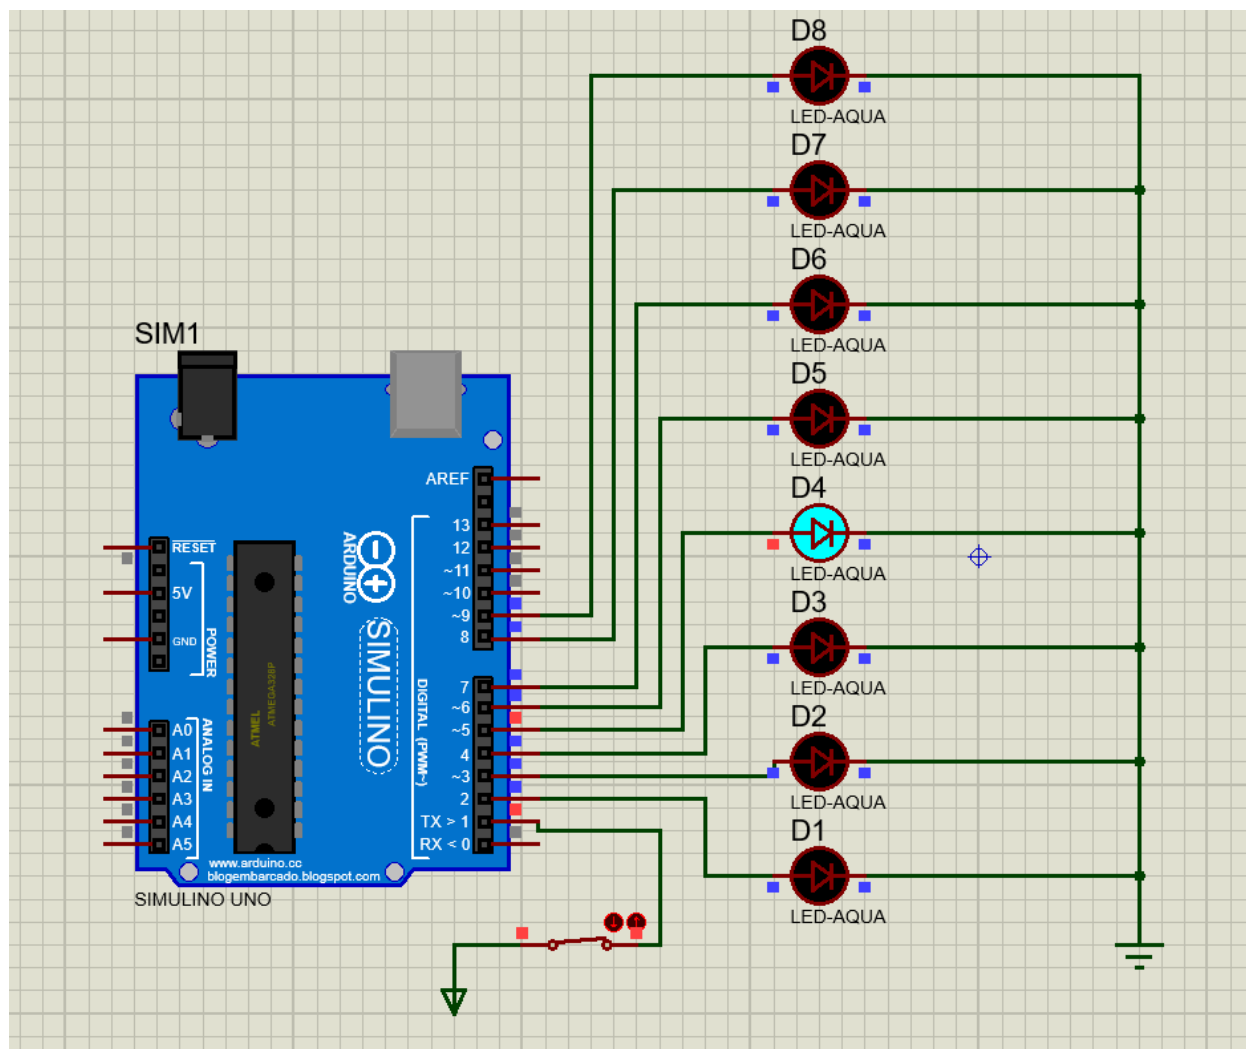 D8
LED-AQUA
D7
LED-AQUA
D6
LED-AQUA
D5
LED-AQUA
D4
LED-AQUA
D3
LED-AQUA
D2
LED-AQUA
D1
LED-AQUA
SIM1
AREF
13
12
~11
~10
~9
8
7
~6
~5
4
~3
2
TX > 1
RX < 0
DIGITAL (PWM~)
ARDUINO
SIMULINO
RESET
5V
GND
POWER
A0
A1
A2
A3
A4
A5
ANALOG IN
ATMEL
ATMEGA328P
www.arduino.cc
blogembarcado.blogspot.com
SIMULINO UNO